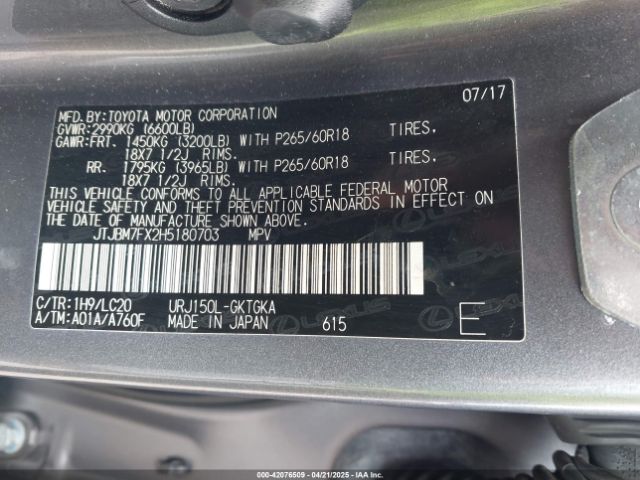 07/17
MFD. BY: TOYOTA MOTOR CORPORATION
GVWR: 2990KG (6600LB)
GAWR: FRT. 1450KG (3200LB) WITH P265/60R18 TIRES.
18X7 1/2J RIMS.
RR. 1795KG (3965LB) WITH P265/60R18 TIRES.
18X7 1/2J RIMS.
THIS VEHICLE CONFORMS TO ALL APPLICABLE FEDERAL MOTOR
VEHICLE SAFETY AND THEFT PREVENTION STANDARDS IN EFFECT ON
THE DATE OF MANUFACTURE SHOWN ABOVE.
JTJBM7FX2H5180703 MPV
C/TR: 1H9/LC20 URJ150L-GKTGKA
A/TM: A01A/A760F MADE IN JAPAN 615 E
LEXUS
000-42076509 - 04/21/2025 - IAA Inc.